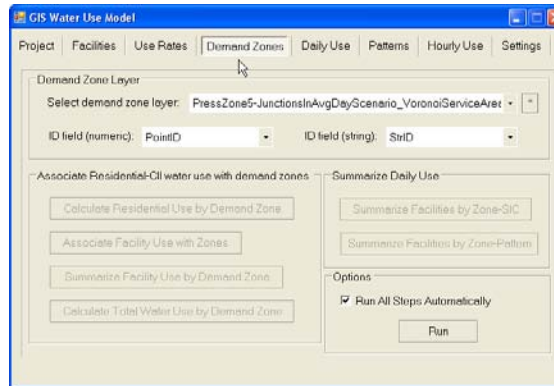 GIS Water Use Model
Project Facilities Use Rates Demand Zones Daily Use Patterns Hourly Use Settings
Demand Zone Layer
Select demand zone layer: PressZone5-JunctionsInAvgDayScenario_VoronoiServiceArea
ID field (numeric): PointID ID field (string): StrID
Associate Residential-CII water use with demand zones
Calculate Residential Use by Demand Zone
Associate Facility Use with Zones
Summarize Facility Use by Demand Zone
Calculate Total Water Use by Demand Zone
Summarize Daily Use
Summarize Facilities by Zone-SIC
Summarize Facilities by Zone-Pattern
Options
Run All Steps Automatically
Run